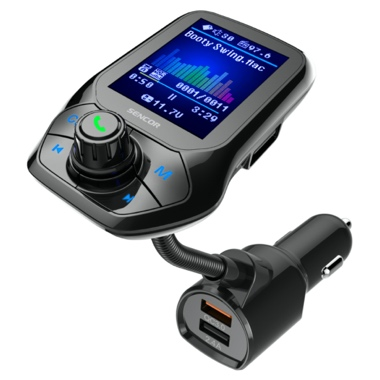 30 97.6
Booty Swing.flac
0001/0011
0:50 3:29
11.7V
SENCOR
M